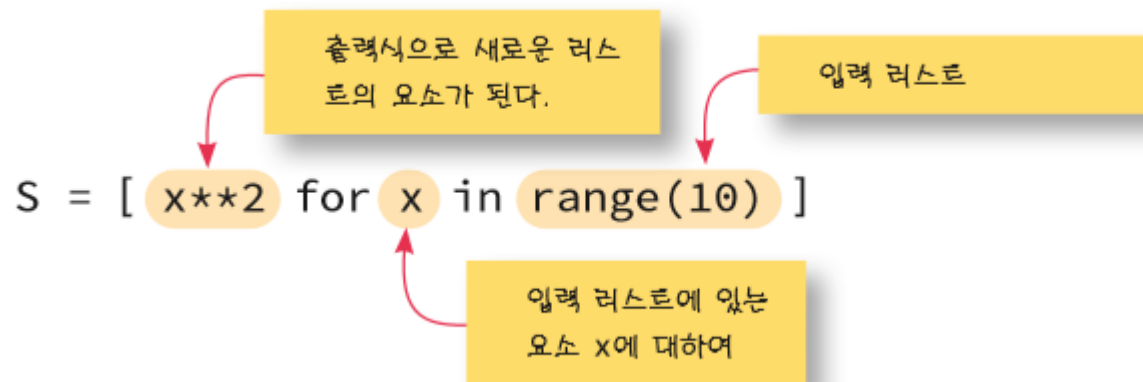 출력식으로 새로운 리스
트의 요소가 된다.
입력 리스트
S = [ x**2 for x in range(10) ]
입력 리스트에 있는
요소 x에 대하여